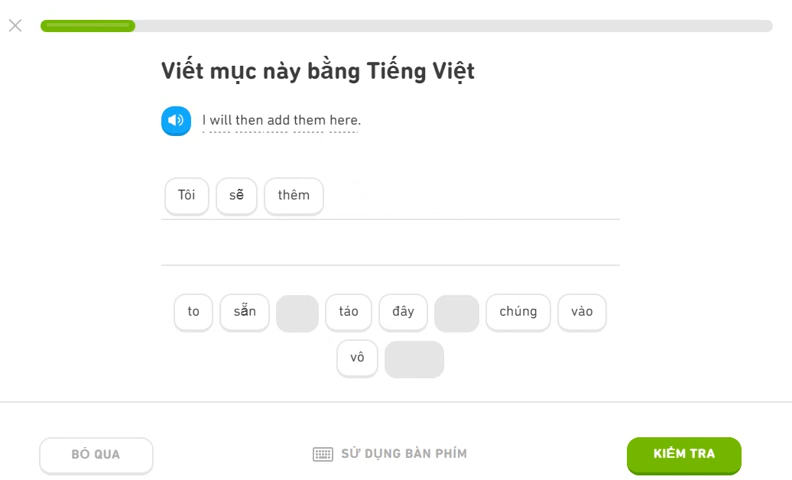 Viết mục này bằng Tiếng Việt
I will then add them here.
Tôi sẽ thêm
to sẵn táo đây chúng vào
vô
BỎ QUA SỬ DỤNG BÀN PHÍM KIỂM TRA